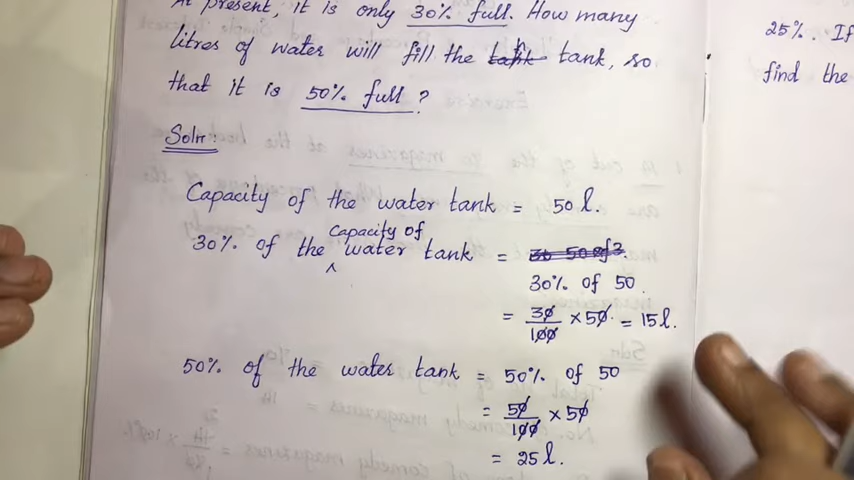 At present, it is only 30% full. How many
litres of water will fill the tank, so
that it is 50% full?
Soln:
Capacity of the water tank = 50 l.
30% of the capacity of water tank =
30% of 50
= 30/100 × 50 = 15 l.
50% of the water tank = 50% of 50
= 50/100 × 50
= 25 l.
25%. If
find the